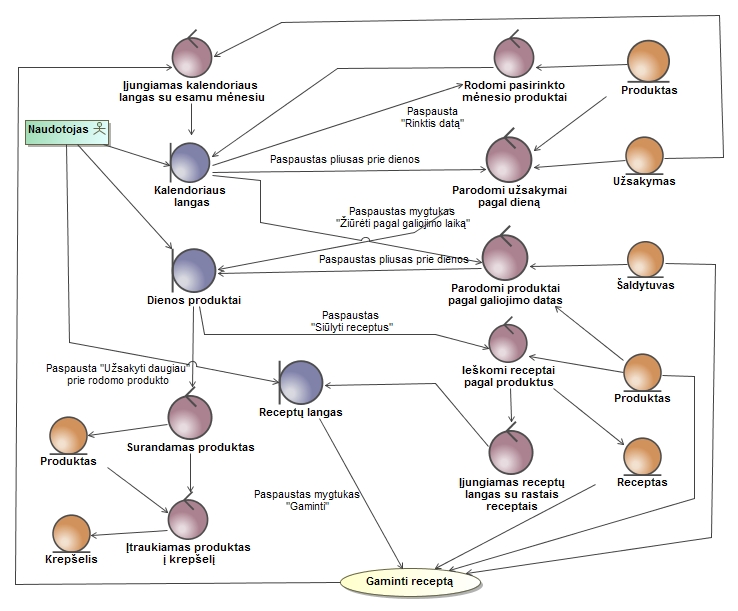 Įjungiamas kalendoriaus
langas su esamu mėnesiu
Rodomi pasirinkto
mėnesio produktai
Produktas
Naudotojas
Paspausta
"Rinktis datą"
Paspaustas pliusas prie dienos
Kalendoriaus
langas
Parodomi užsakymai
pagal dieną
Užsakymas
Paspaustas mygtukas
"Žiūrėti pagal galiojimo laiką"
Paspaustas pliusas prie dienos
Dienos produktai
Parodomi produktai
pagal galiojimo datas
Šaldytuvas
Paspaustas
"Siūlyti receptus"
Ieškomi receptai
pagal produktus
Paspausta "Užsakyti daugiau"
prie rodomo produkto
Receptų langas
Produktas
Surandamas produktas
Produktas
Įjungiamas receptų
langas su rastais
receptais
Receptas
Paspaustas mygtukas
"Gaminti"
Įtraukiamas produktas
į krepšelį
Krepšelis
Gaminti receptą